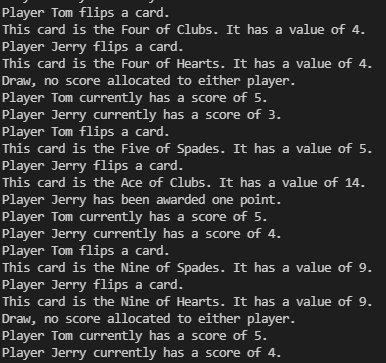 Player Tom flips a card.
This card is the Four of Clubs. It has a value of 4.
Player Jerry flips a card.
This card is the Four of Hearts. It has a value of 4.
Draw, no score allocated to either player.
Player Tom currently has a score of 5.
Player Jerry currently has a score of 3.
Player Tom flips a card.
This card is the Five of Spades. It has a value of 5.
Player Jerry flips a card.
This card is the Ace of Clubs. It has a value of 14.
Player Jerry has been awarded one point.
Player Tom currently has a score of 5.
Player Jerry currently has a score of 4.
Player Tom flips a card.
This card is the Nine of Spades. It has a value of 9.
Player Jerry flips a card.
This card is the Nine of Hearts. It has a value of 9.
Draw, no score allocated to either player.
Player Tom currently has a score of 5.
Player Jerry currently has a score of 4.